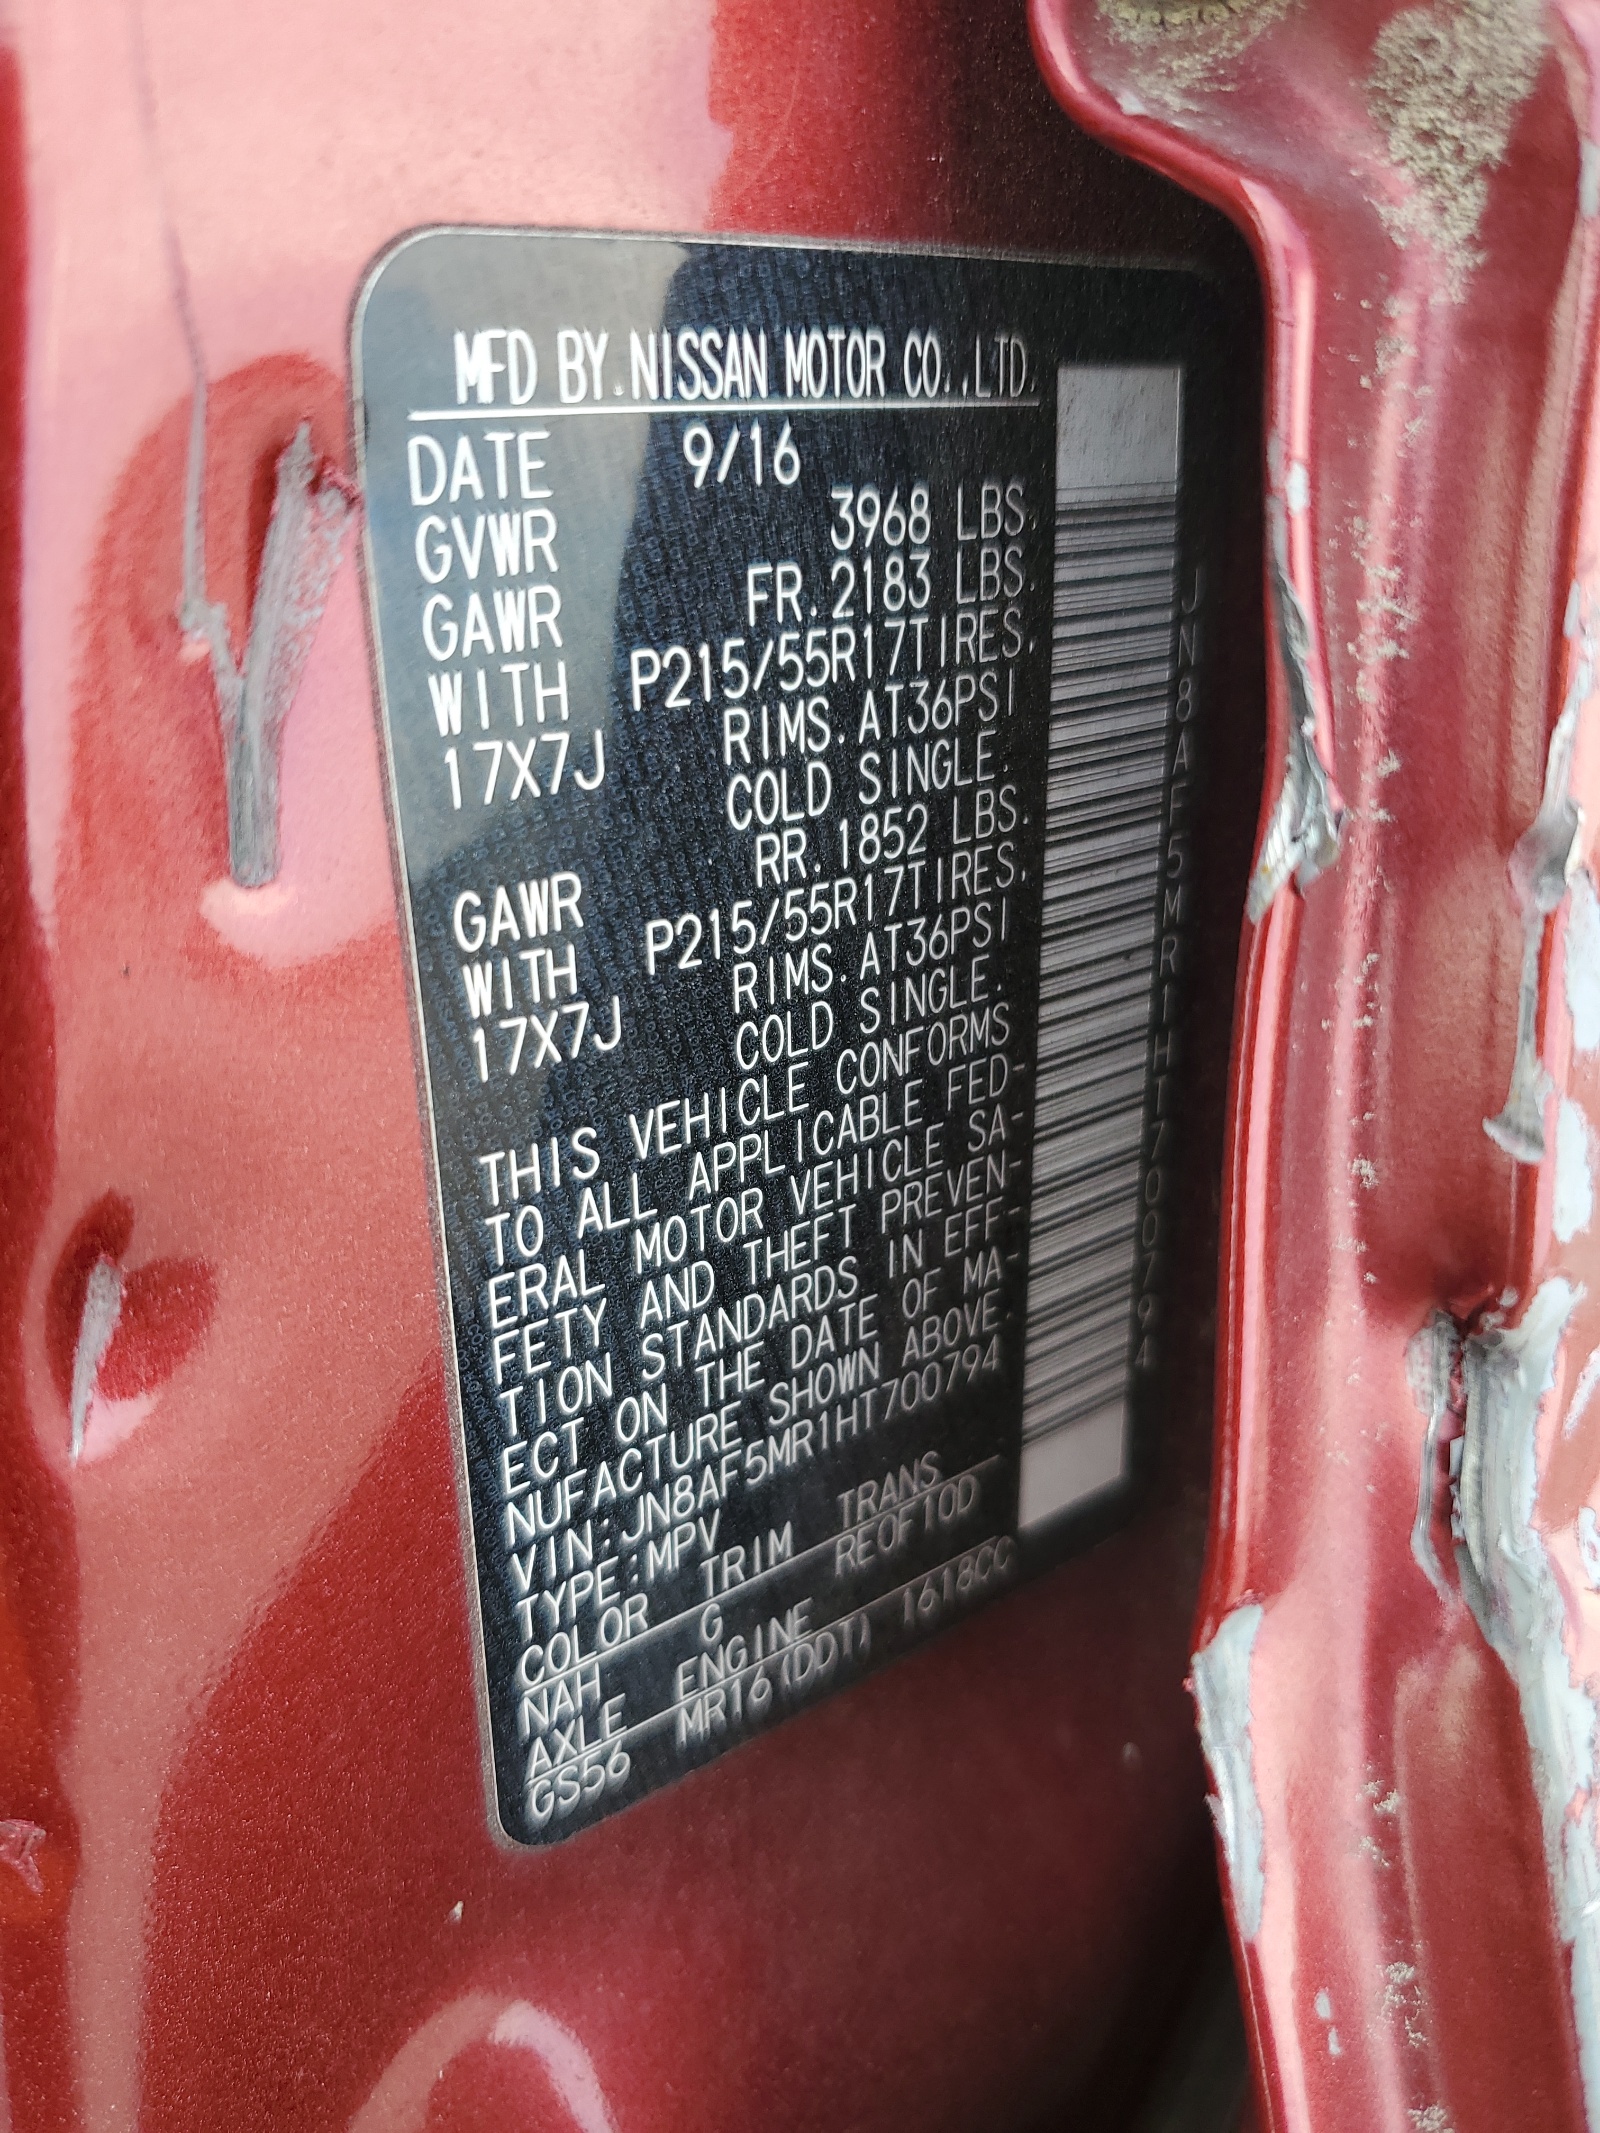 MFD BY.NISSAN MOTOR CO.,LTD.
DATE 9/16
GVWR 3968 LBS.
GAWR FR.2183 LBS.
WITH P215/55R17TIRES.
17X7J RIMS.AT36PSI
COLD SINGLE.
GAWR RR.1852 LBS.
WITH P215/55R17TIRES.
17X7J RIMS.AT36PSI
COLD SINGLE.
THIS VEHICLE CONFORMS
TO ALL APPLICABLE FED-
ERAL MOTOR VEHICLE SA-
FETY AND THEFT PREVEN-
TION STANDARDS IN EFF-
ECT ON THE DATE OF MA-
NUFACTURE SHOWN ABOVE.
VIN:JN8AF5MR1HT700794
TYPE:MPV
COLOR TRIM TRANS
NAH G RE0F10D
AXLE ENGINE
GS56 MR16(DDT) 1618CC
JN8AF5MR1HT700794